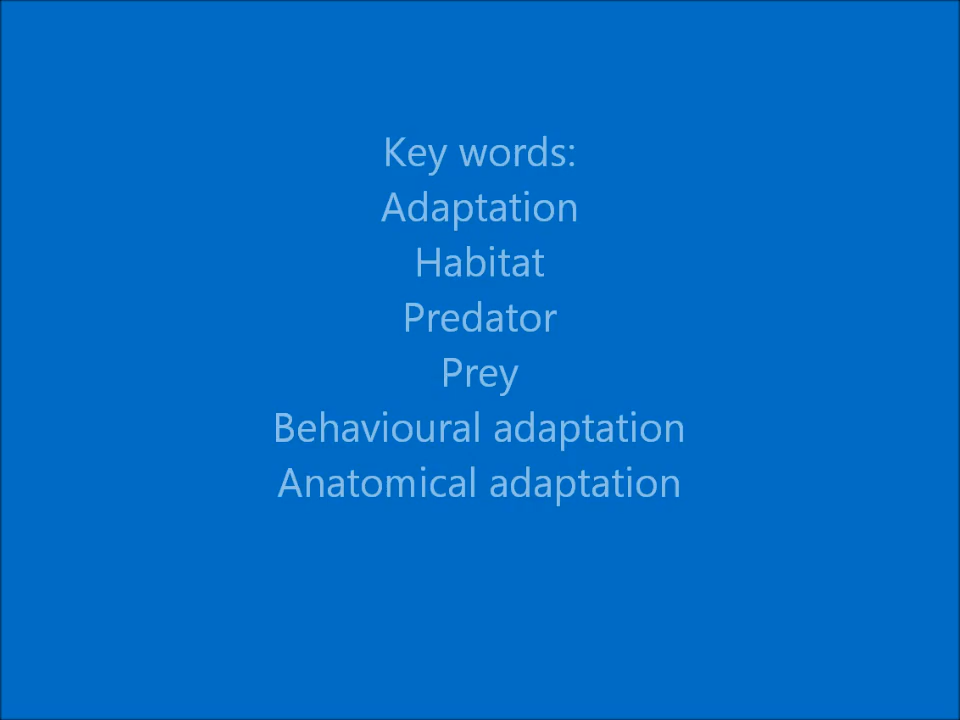 Key words:
Adaptation
Habitat
Predator
Prey
Behavioural adaptation
Anatomical adaptation